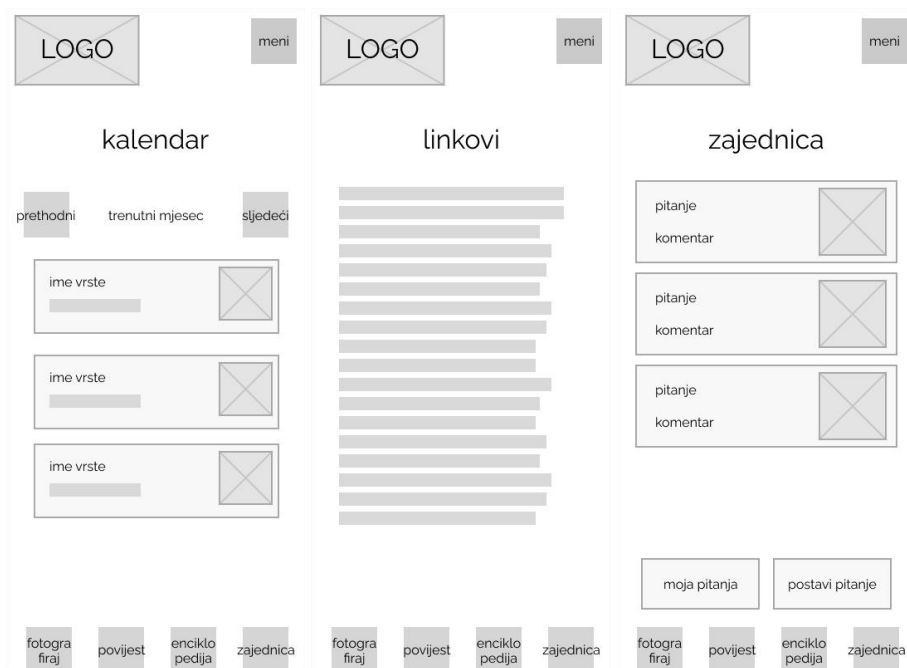 LOGO
meni
kalendar
prethodni
trenutni mjesec
sljedeći
ime vrste
ime vrste
ime vrste
fotogra
firaj
povijest
enciklo
pedija
zajednica
LOGO
meni
linkovi
fotogra
firaj
povijest
enciklo
pedija
zajednica
LOGO
meni
zajednica
pitanje
komentar
pitanje
komentar
pitanje
komentar
moja pitanja
postavi pitanje
fotogra
firaj
povijest
enciklo
pedija
zajednica